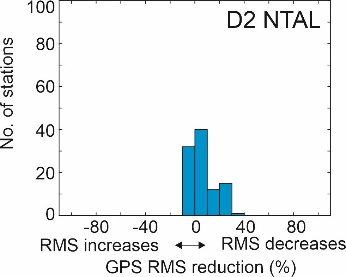 D2 NTAL
No. of stations
100
80
60
40
20
0
-80 -40 0 40 80
RMS increases RMS decreases
GPS RMS reduction (%)